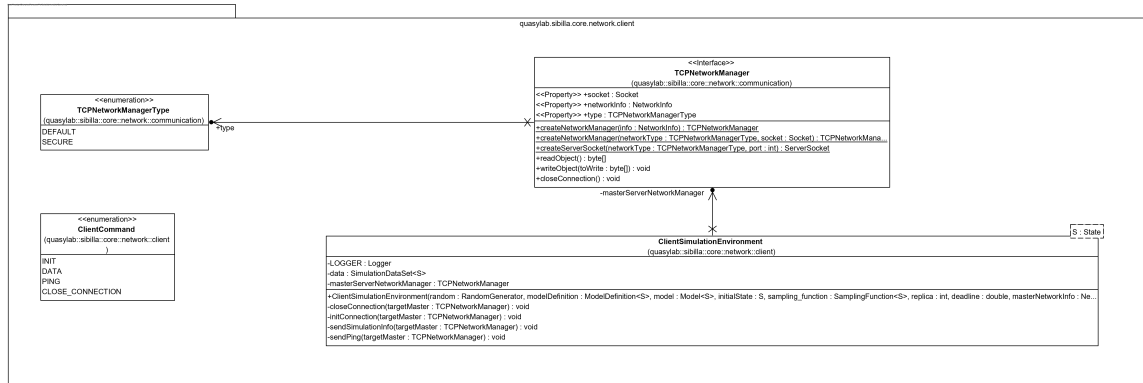 quasylab.sibilla.core.network.client
<<Interface>>
TCPNetworkManager
(quasylab::sibilla::core::network::communication)
<<Property>> +socket : Socket
<<Property>> +networkInfo : NetworkInfo
<<Property>> +type : TCPNetworkManagerType
+createNetworkManager(info : NetworkInfo) : TCPNetworkManager
+createNetworkManager(networkType : TCPNetworkManagerType, socket : Socket) : TCPNetworkMana...
+createServerSocket(networkType : TCPNetworkManagerType, port : int) : ServerSocket
+readObject() : byte[]
+writeObject(toWrite : byte[]) : void
+closeConnection() : void
<<enumeration>>
TCPNetworkManagerType
(quasylab::sibilla::core::network::communication)
DEFAULT
SECURE
+type
-masterServerNetworkManager
<<enumeration>>
ClientCommand
(quasylab::sibilla::core::network::client
)
INIT
DATA
PING
CLOSE_CONNECTION
S : State
ClientSimulationEnvironment
(quasylab::sibilla::core::network::client)
-LOGGER : Logger
-data : SimulationDataSet<S>
-masterServerNetworkManager : TCPNetworkManager
+ClientSimulationEnvironment(random : RandomGenerator, modelDefinition : ModelDefinition<S>, model : Model<S>, initialState : S, sampling_function : SamplingFunction<S>, replica : int, deadline : double, masterNetworkInfo : Ne...
-closeConnection(targetMaster : TCPNetworkManager) : void
-initConnection(targetMaster : TCPNetworkManager) : void
-sendSimulationInfo(targetMaster : TCPNetworkManager) : void
-sendPing(targetMaster : TCPNetworkManager) : void